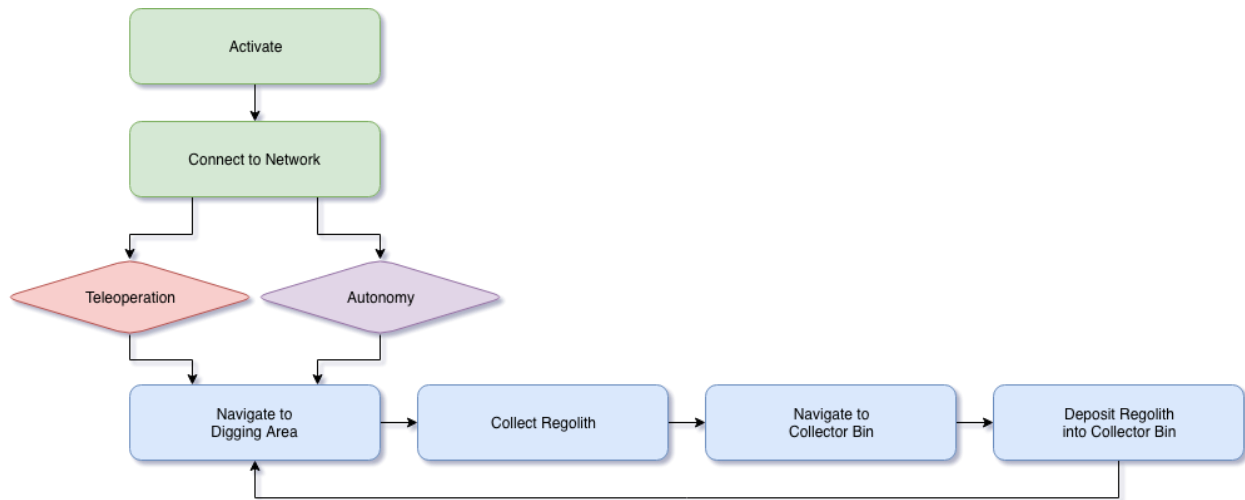 Activate
Connect to Network
Teleoperation
Autonomy
Navigate to
Digging Area
Collect Regolith
Navigate to
Collector Bin
Deposit Regolith
into Collector Bin